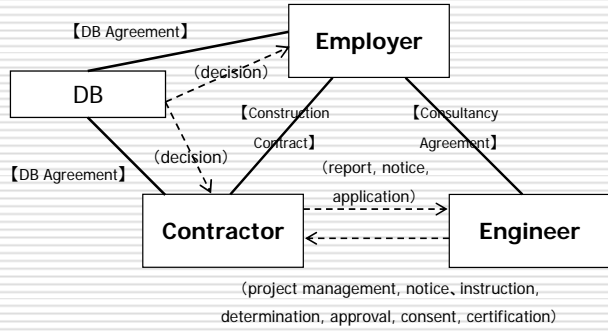 【DB Agreement】
Employer
(decision)
DB
【Construction
Contract】
【Consultancy
Agreement】
(decision)
【DB Agreement】
(report, notice,
application)
Contractor
Engineer
(project management, notice、instruction,
determination, approval, consent, certification)